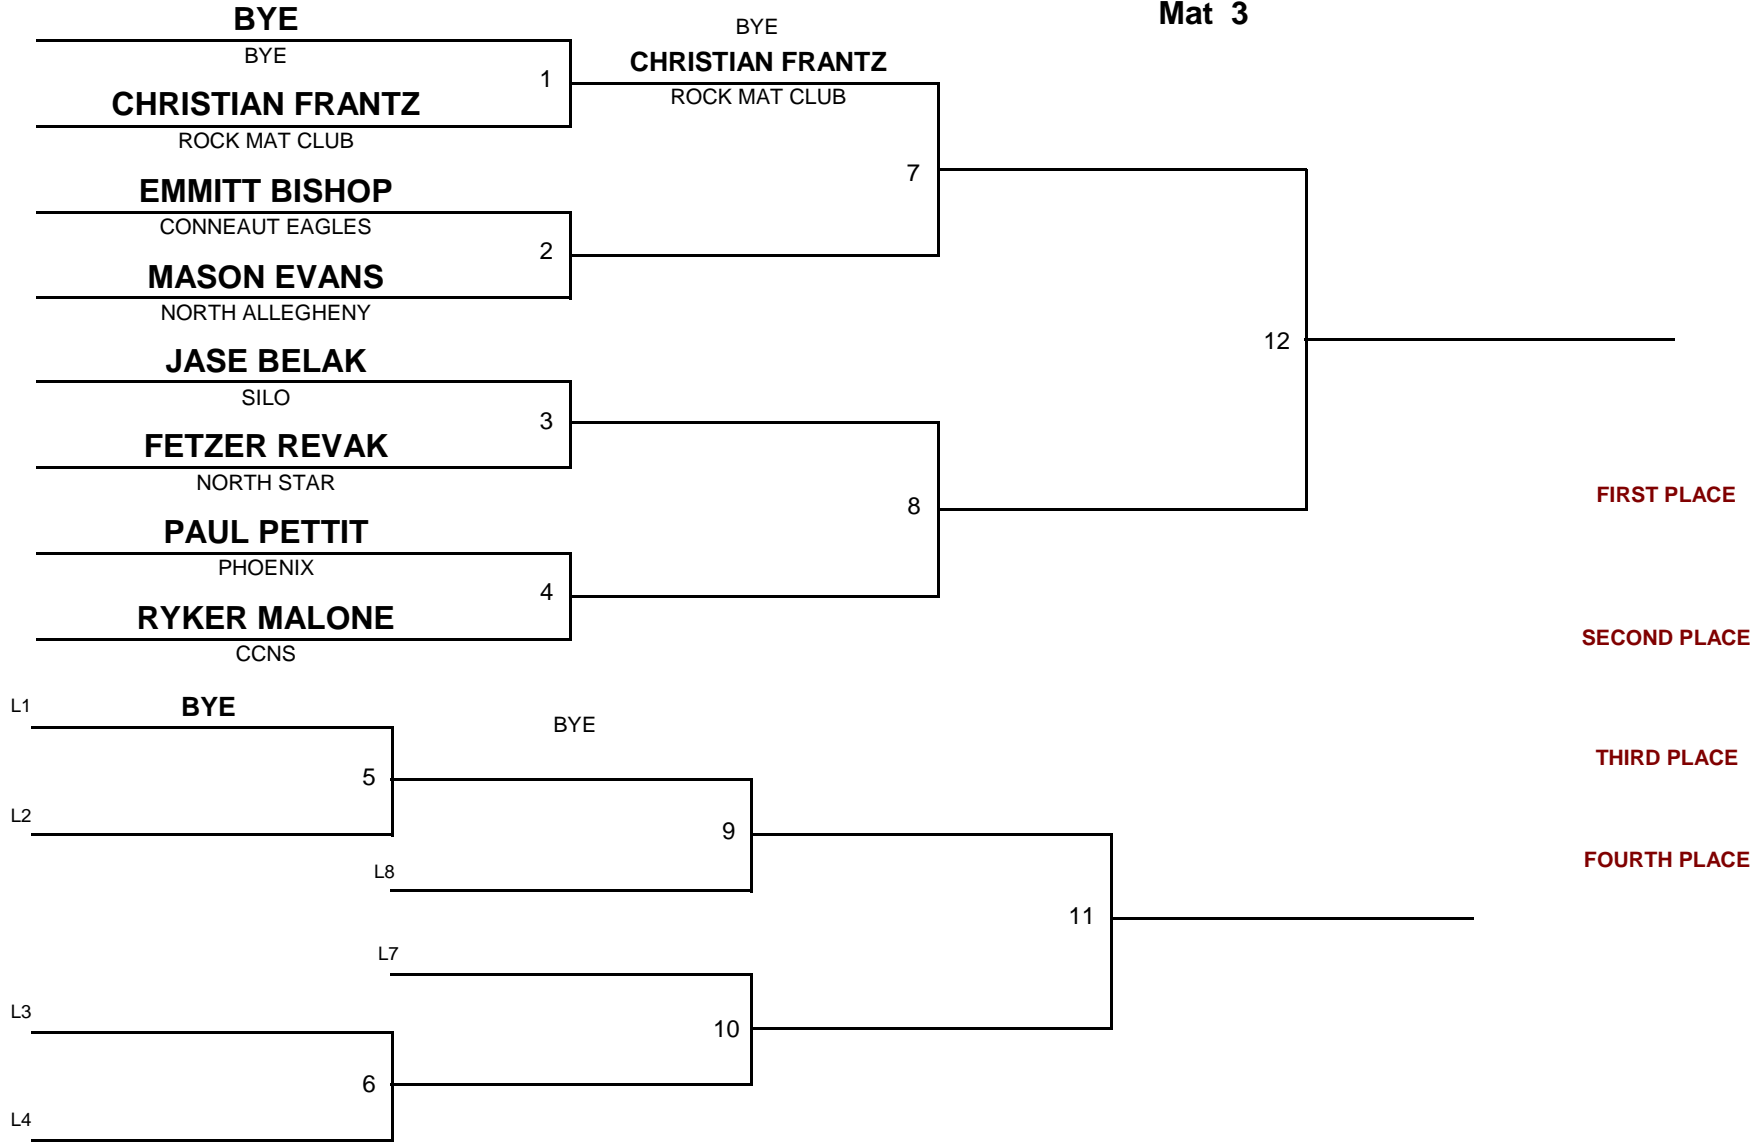 Mat 3
BYE
BYE
1
CHRISTIAN FRANTZ
ROCK MAT CLUB
BYE
CHRISTIAN FRANTZ
ROCK MAT CLUB
7
EMMITT BISHOP
CONNEAUT EAGLES
2
MASON EVANS
NORTH ALLEGHENY
12
JASE BELAK
SILO
3
FETZER REVAK
NORTH STAR
8
PAUL PETTIT
PHOENIX
4
RYKER MALONE
CCNS
FIRST PLACE
SECOND PLACE
THIRD PLACE
FOURTH PLACE
L1
BYE
BYE
5
L2
9
L8
11
L7
L3
10
6
L4